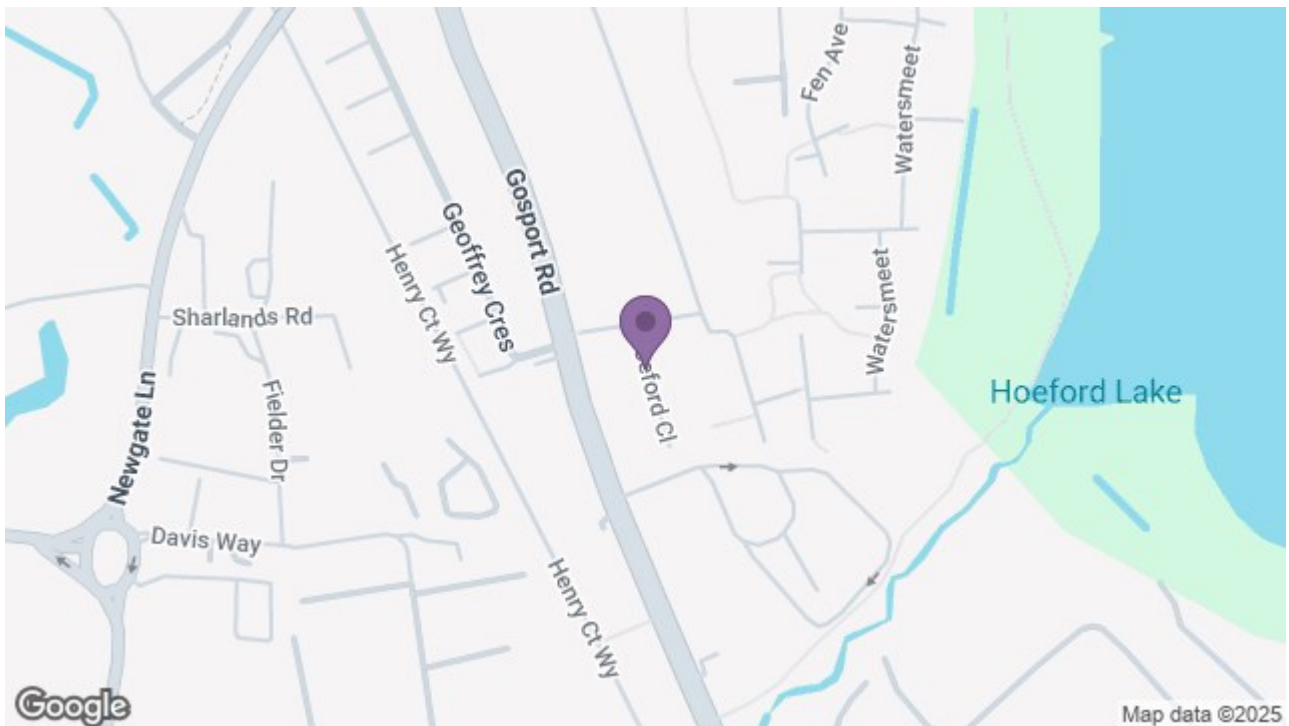 Fen Ave
Watersmeet
Gosport Rd
Geoffrey Cres
Henry Ct Wy
Sharlands Rd
Watersmeet
eford Cl
Hoeford Lake
Fielder Dr
Newgate Ln
Davis Way
Henry Ct Wy
Google
Map data ©2025